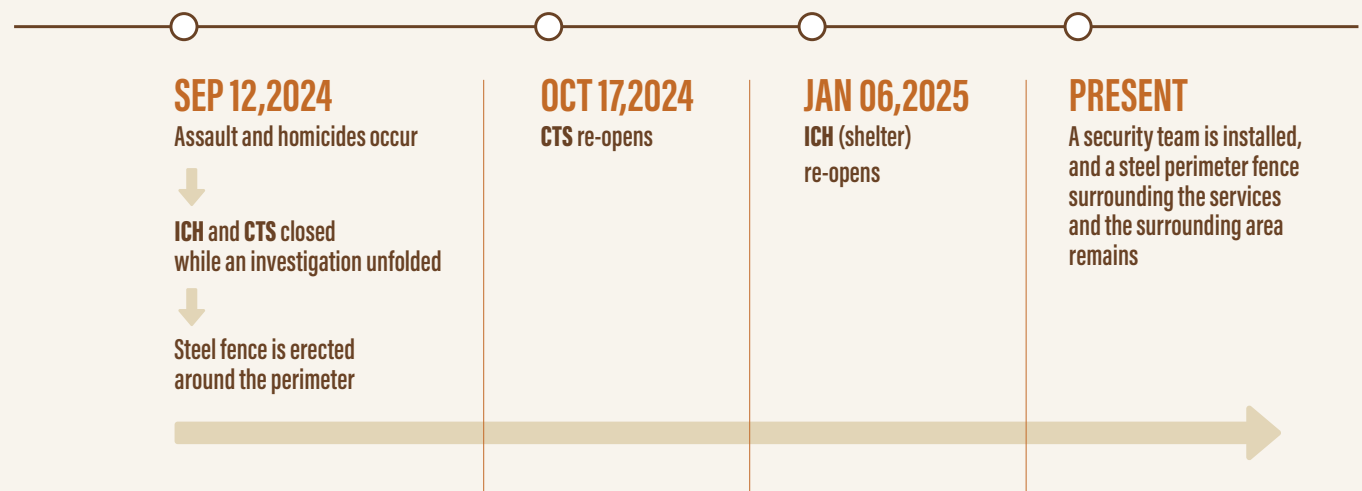 SEP 12,2024
Assault and homicides occur
ICH and CTS closed
while an investigation unfolded
Steel fence is erected
around the perimeter
OCT 17,2024
CTS re-opens
JAN 06,2025
ICH (shelter)
re-opens
PRESENT
A security team is installed,
and a steel perimeter fence
surrounding the services
and the surrounding area
remains